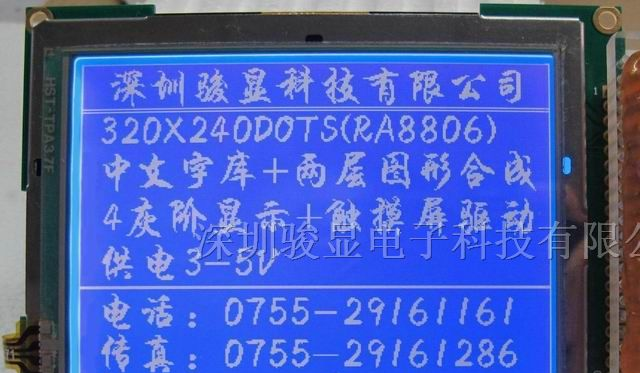 HST-TPA3.7F
深圳骏显科技有限公司
320X240DOTS(RA8806)
中文字库+两层图形合成
4灰阶显示+触摸屏驱动
深圳骏显电子科技有限公
供电3-5V
电话：0755-29161161
传真：0755-29161286